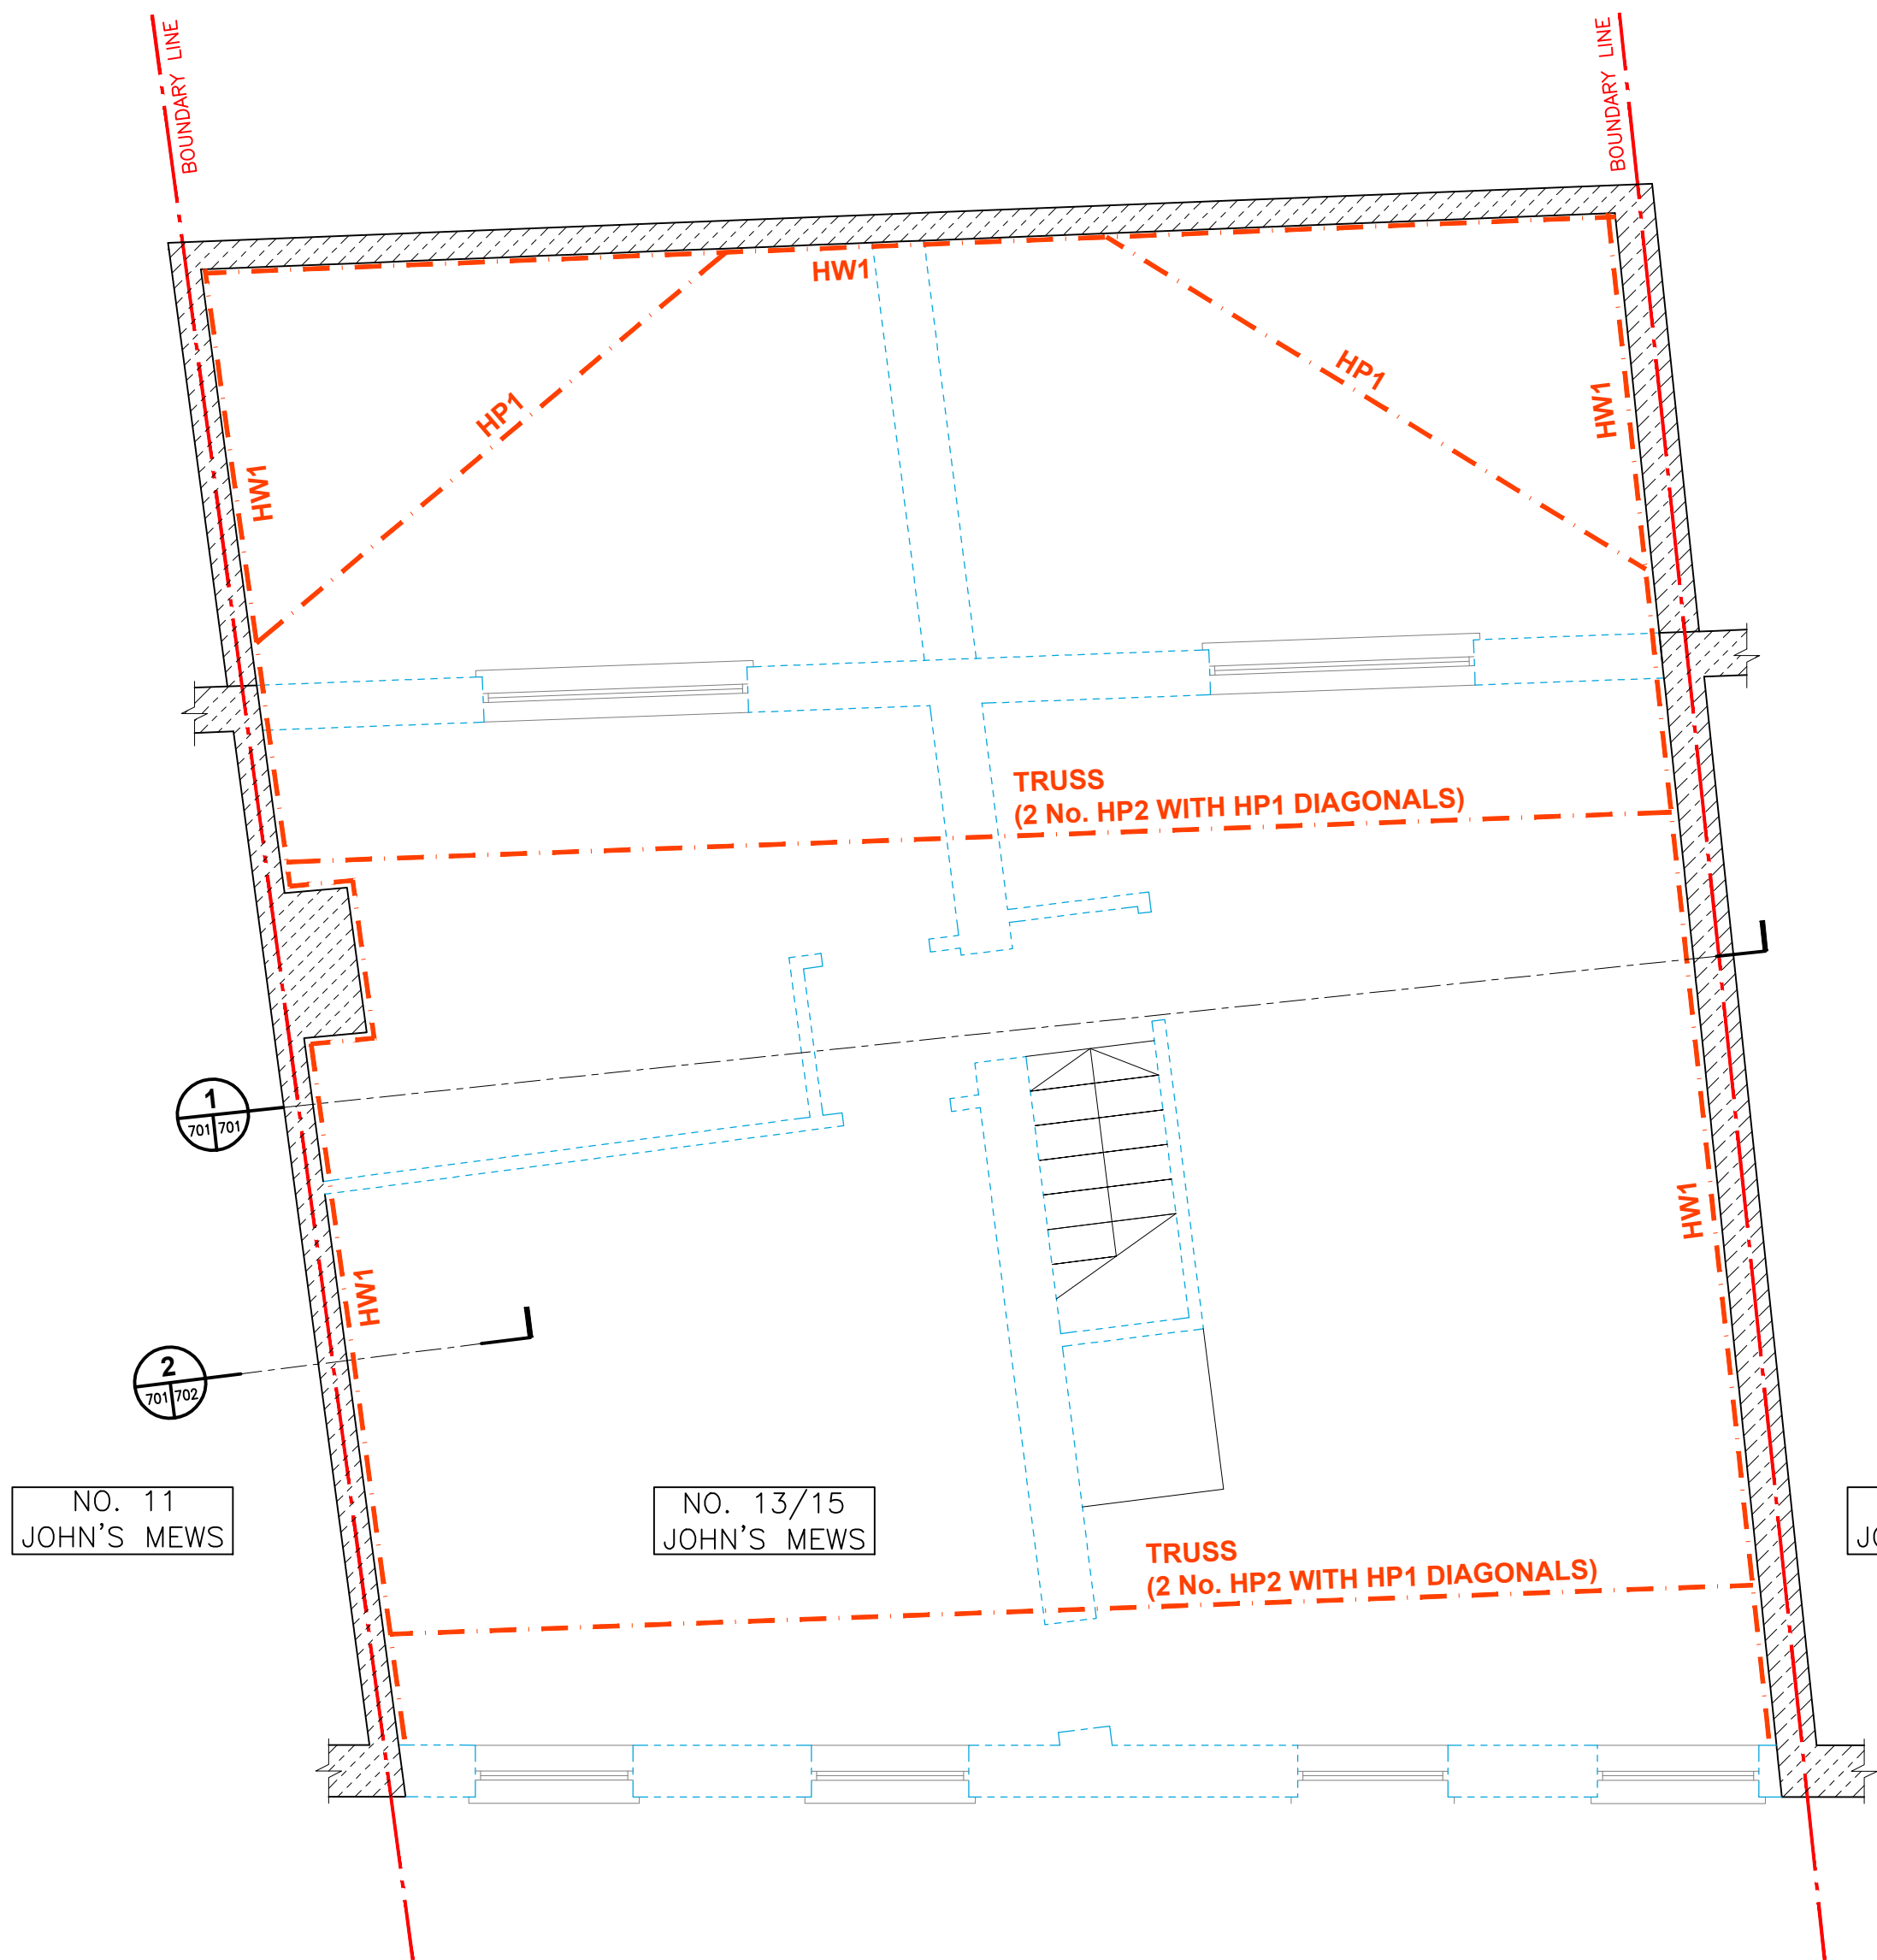 BOUNDARY LINE
BOUNDARY LINE
HW1
HP1
HP1
HW1
HW1
TRUSS
(2 No. HP2 WITH HP1 DIAGONALS)
1
701 701
HW1
HW1
2
701 702
NO. 11
JOHN'S MEWS
NO. 13/15
JOHN'S MEWS
TRUSS
(2 No. HP2 WITH HP1 DIAGONALS)